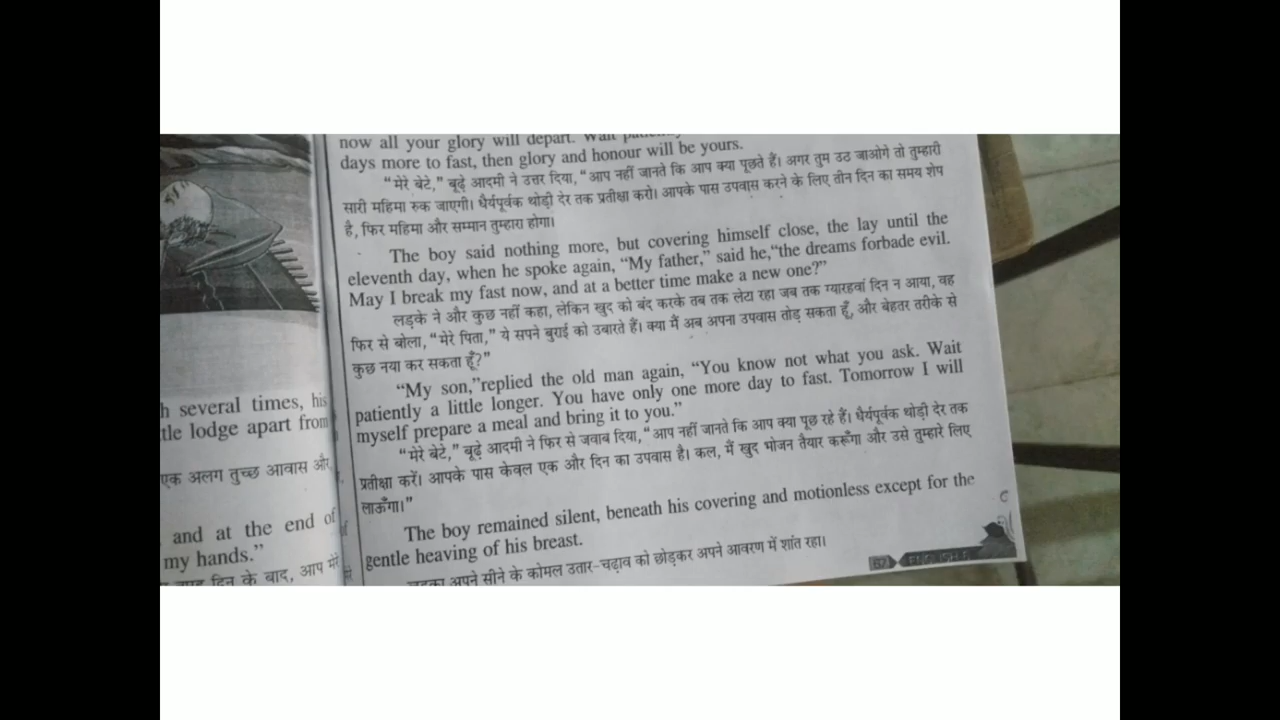 h several times, his
tle lodge apart from
एक अलग तुच्छ आवास और
and at the end of
my hands."
दिन के बाद, आप मेरे
now all your glory will depart. Wait
days more to fast, then glory and honour will be yours.
"मेरे बेटे," बूढ़े आदमी ने उत्तर दिया, "आप नहीं जानते कि आप क्या पूछते हैं। अगर तुम उठ जाओगे तो तुम्हारी
सारी महिमा रुक जाएगी। धैर्यपूर्वक थोड़ी देर तक प्रतीक्षा करो। आपके पास उपवास करने के लिए तीन दिन का समय शेष
है, फिर महिमा और सम्मान तुम्हारा होगा।
The boy said nothing more, but covering himself close, the lay until the
eleventh day, when he spoke again, "My father," said he,"the dreams forbade evil.
May I break my fast now, and at a better time make a new one?"
लड़के ने और कुछ नहीं कहा, लेकिन खुद को बंद करके तब तक लेटा रहा जब तक ग्यारहवां दिन न आया, वह
फिर से बोला, "मेरे पिता," ये सपने बुराई को उबारते हैं। क्या मैं अब अपना उपवास तोड़ सकता हूँ, और बेहतर तरीके से
कुछ नया कर सकता हूँ?"
"My son,"replied the old man again, "You know not what you ask. Wait
patiently a little longer. You have only one more day to fast. Tomorrow I will
myself prepare a meal and bring it to you."
"मेरे बेटे," बूढ़े आदमी ने फिर से जवाब दिया, "आप नहीं जानते कि आप क्या पूछ रहे हैं। धैर्यपूर्वक थोड़ी देर तक
प्रतीक्षा करें। आपके पास केवल एक और दिन का उपवास है। कल, मैं खुद भोजन तैयार करूँगा और उसे तुम्हारे लिए
लाऊँगा।"
The boy remained silent, beneath his covering and motionless except for the
gentle heaving of his breast.
अपने सीने के कोमल उतार-चढ़ाव को छोड़कर अपने आवरण में शांत रहा।